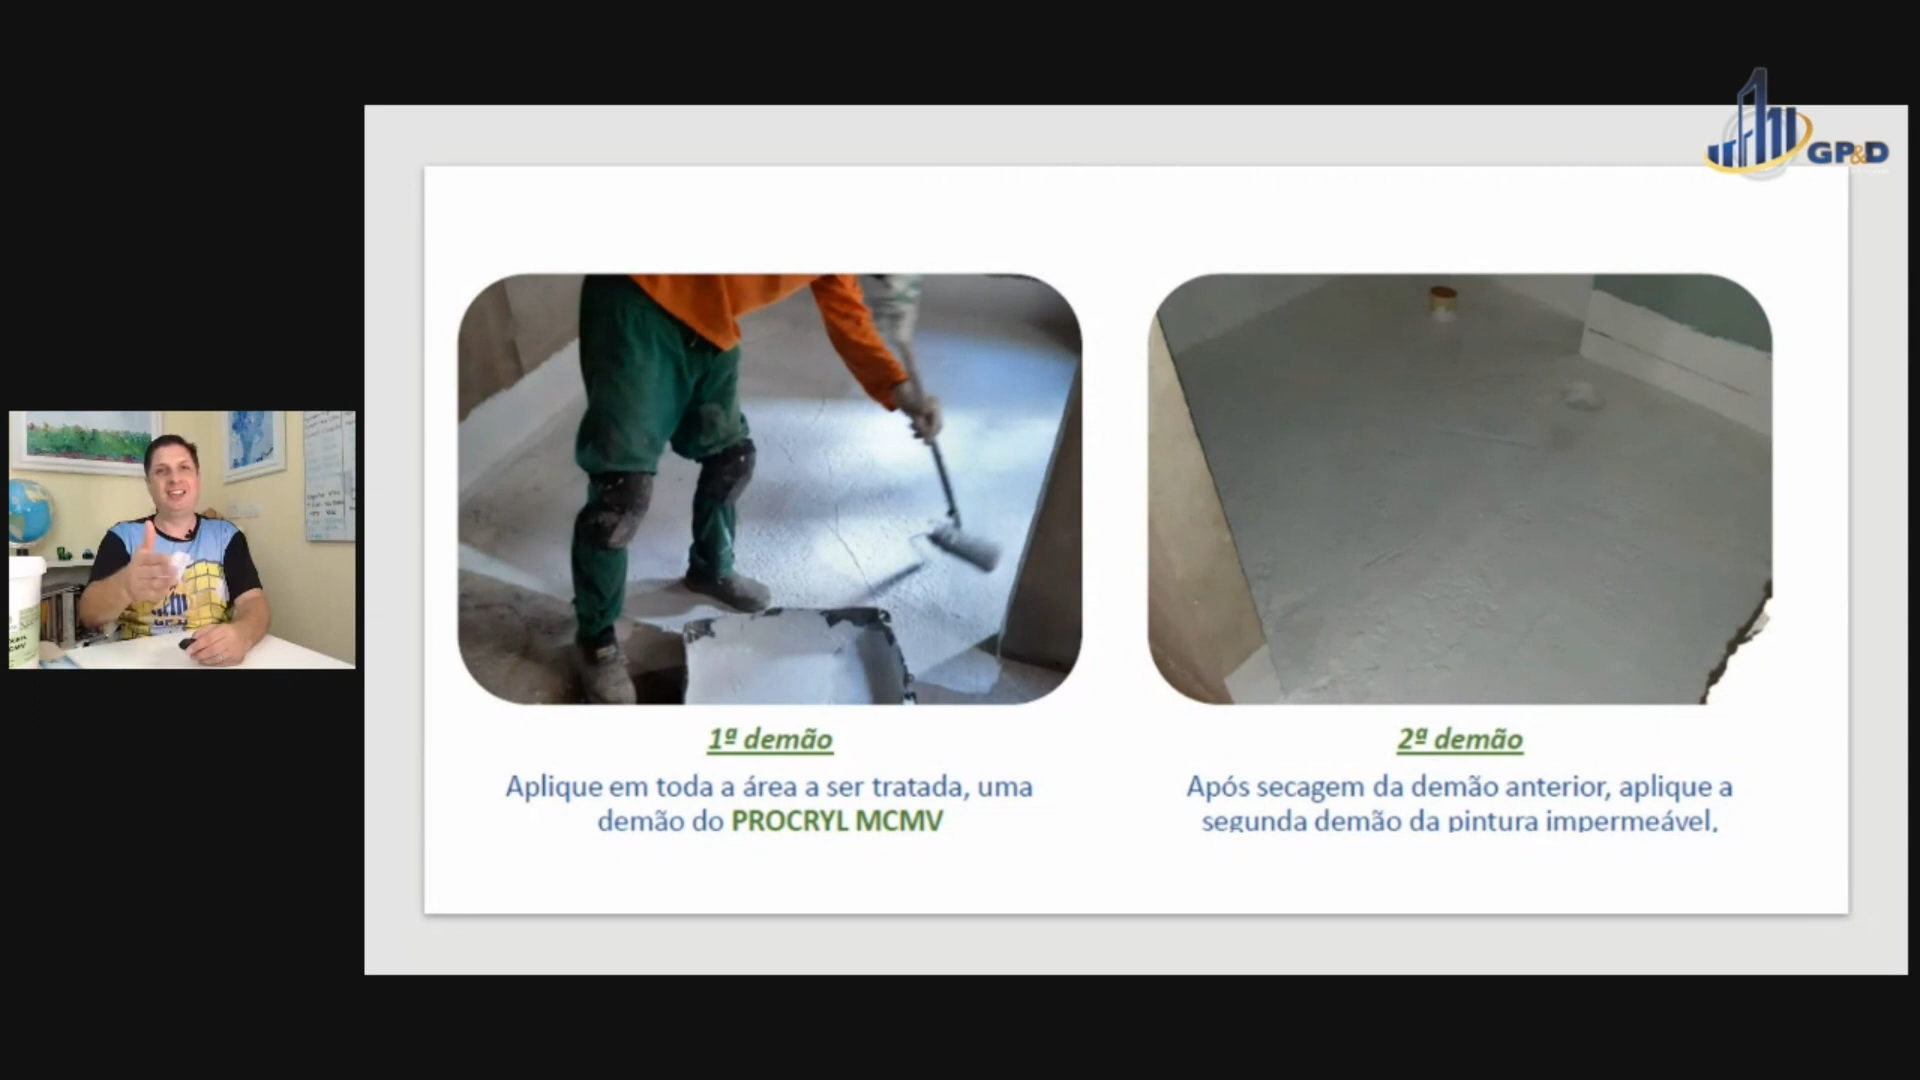 GP&D
1ª demão
Aplique em toda a área a ser tratada, uma
demão do PROCRYL MCMV
2ª demão
Após secagem da demão anterior, aplique a
segunda demão da pintura impermeável,